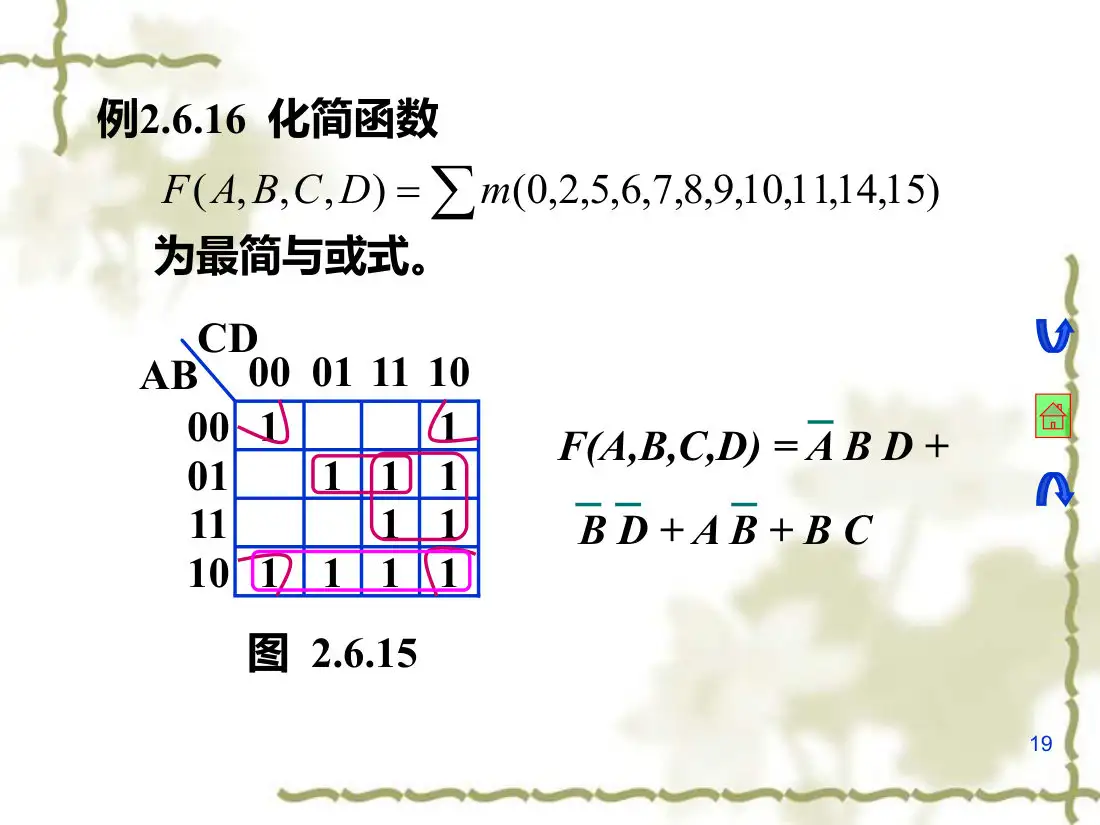 例2.6.16 化简函数
F(A,B,C,D)=∑m(0,2,5,6,7,8,9,10,11,14,15)
为最简与或式。
CD
AB 00 01 11 10
00 1 1
01 1 1 1
11 1 1
10 1 1 1 1
图 2.6.15
F(A,B,C,D) = A̅ B D +
B̅ D̅ + A B̅ + B C
19